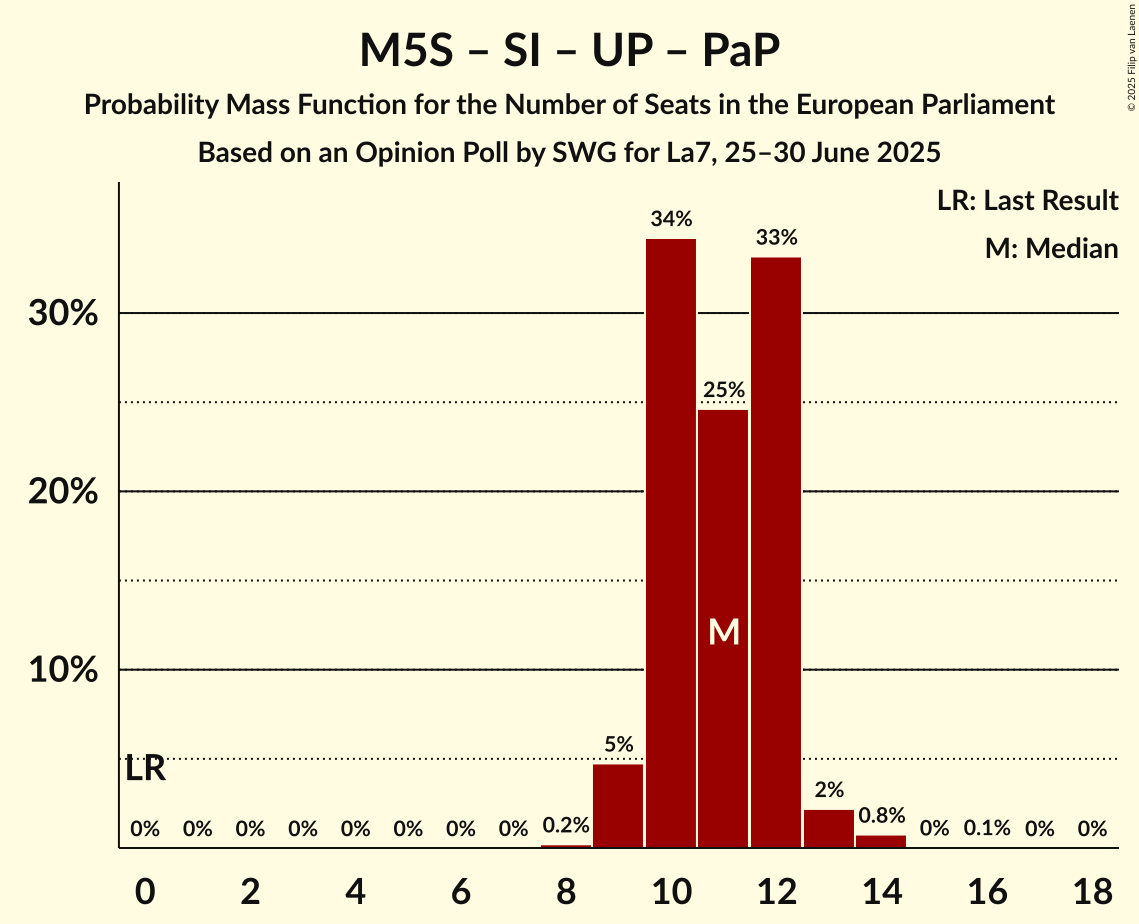 M5S – SI – UP – PaP
Probability Mass Function for the Number of Seats in the European Parliament
Based on an Opinion Poll by SWG for La7, 25–30 June 2025
© 2025 Filip van Laenen
LR: Last Result
M: Median
34%
33%
30%
25%
20%
M
10%
5%
LR
2%
0% 0% 0% 0% 0% 0% 0% 0% 0.2% 0.8% 0% 0.1% 0% 0%
0 2 4 6 8 10 12 14 16 18